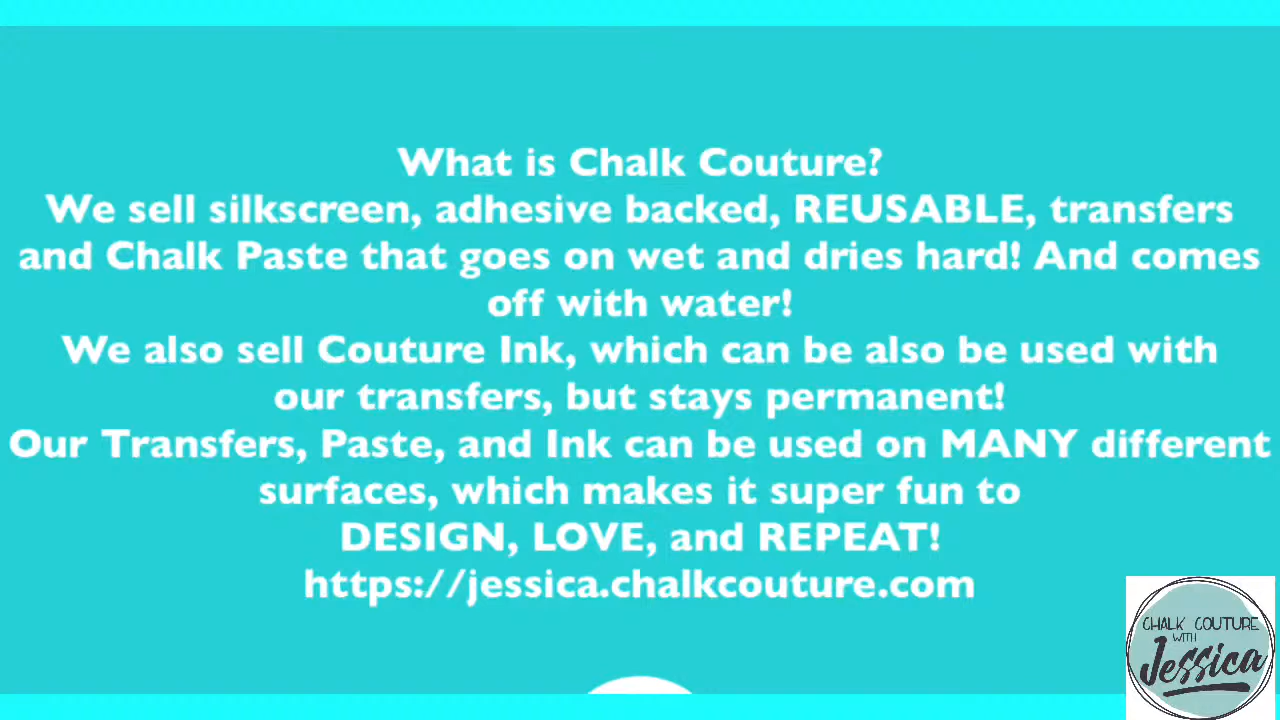 What is Chalk Couture?
We sell silkscreen, adhesive backed, REUSABLE, transfers
and Chalk Paste that goes on wet and dries hard! And comes
off with water!
We also sell Couture Ink, which can be also be used with
our transfers, but stays permanent!
Our Transfers, Paste, and Ink can be used on MANY different
surfaces, which makes it super fun to
DESIGN, LOVE, and REPEAT!
https://jessica.chalkcouture.com
CHALK COUTURE
WITH
Jessica